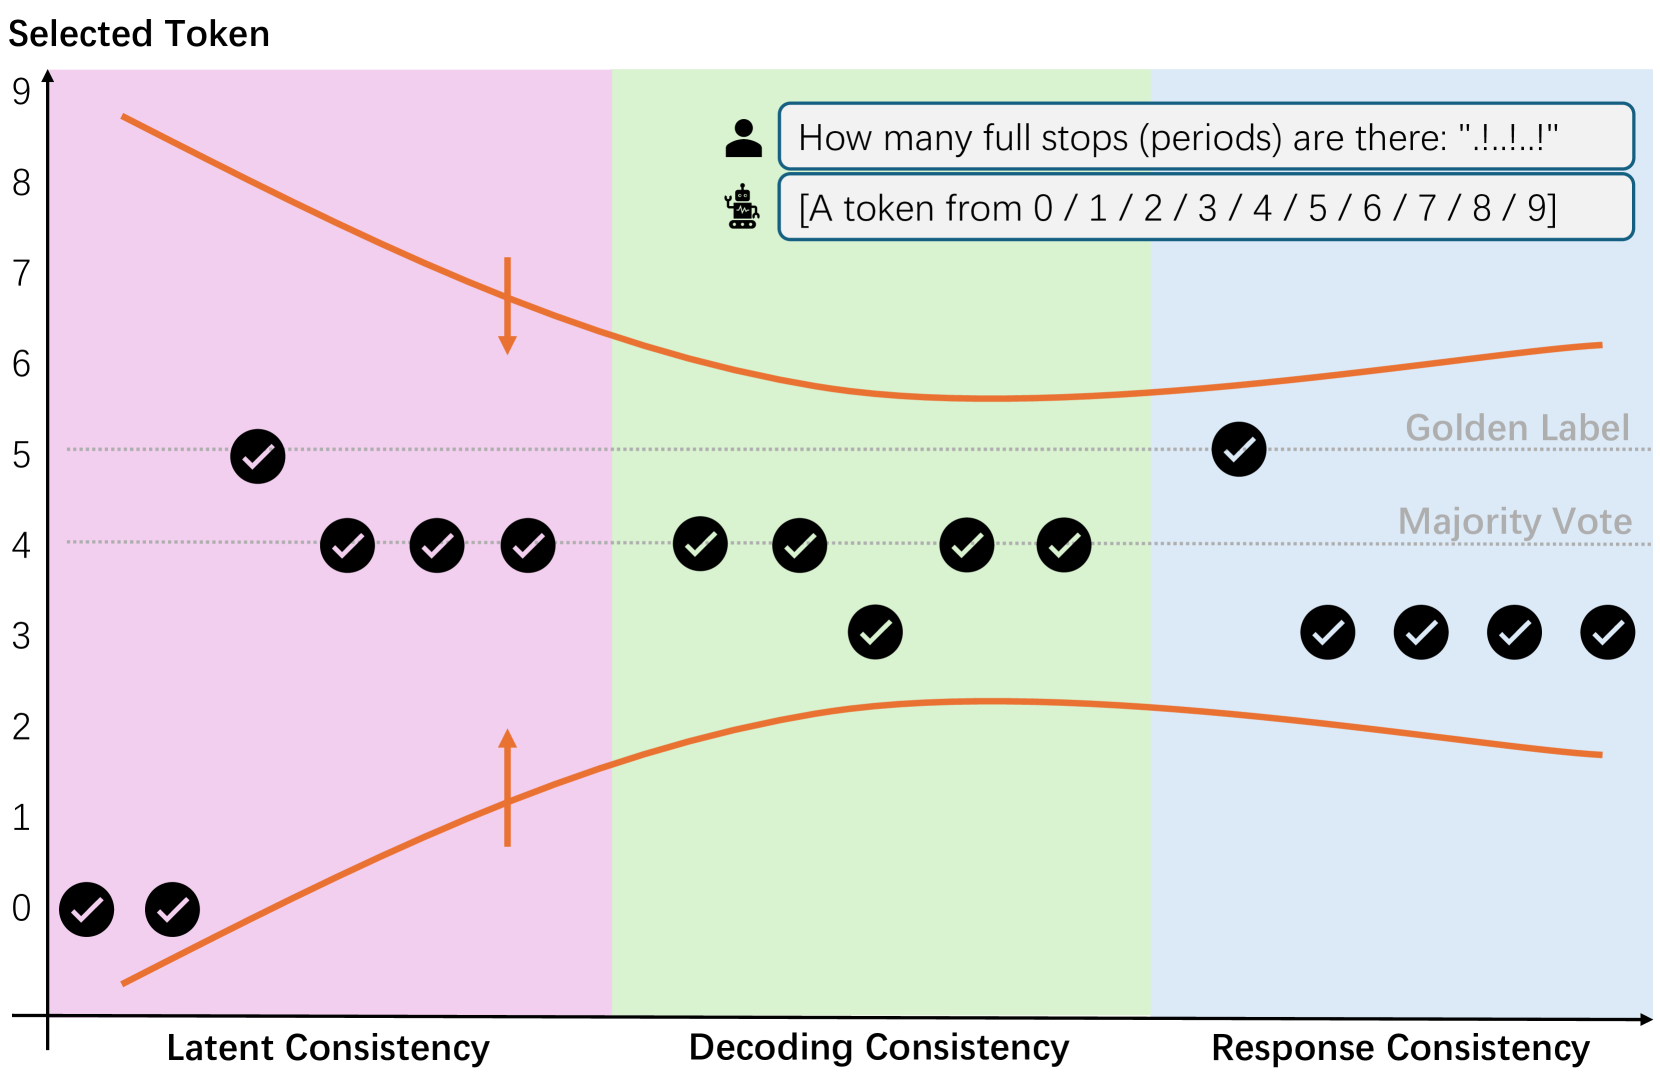 Selected Token
9
8
7
6
5
4
3
2
1
0
How many full stops (periods) are there: ".!..!..!"
[A token from 0 / 1 / 2 / 3 / 4 / 5 / 6 / 7 / 8 / 9]
Golden Label
Majority Vote
Latent Consistency
Decoding Consistency
Response Consistency